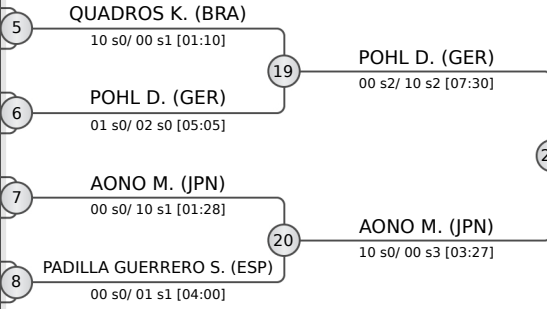 5
QUADROS K. (BRA)
10 s0/ 00 s1 [01:10]
19
POHL D. (GER)
00 s2/ 10 s2 [07:30]
6
POHL D. (GER)
01 s0/ 02 s0 [05:05]
7
AONO M. (JPN)
00 s0/ 10 s1 [01:28]
20
AONO M. (JPN)
10 s0/ 00 s3 [03:27]
8
PADILLA GUERRERO S. (ESP)
00 s0/ 01 s1 [04:00]